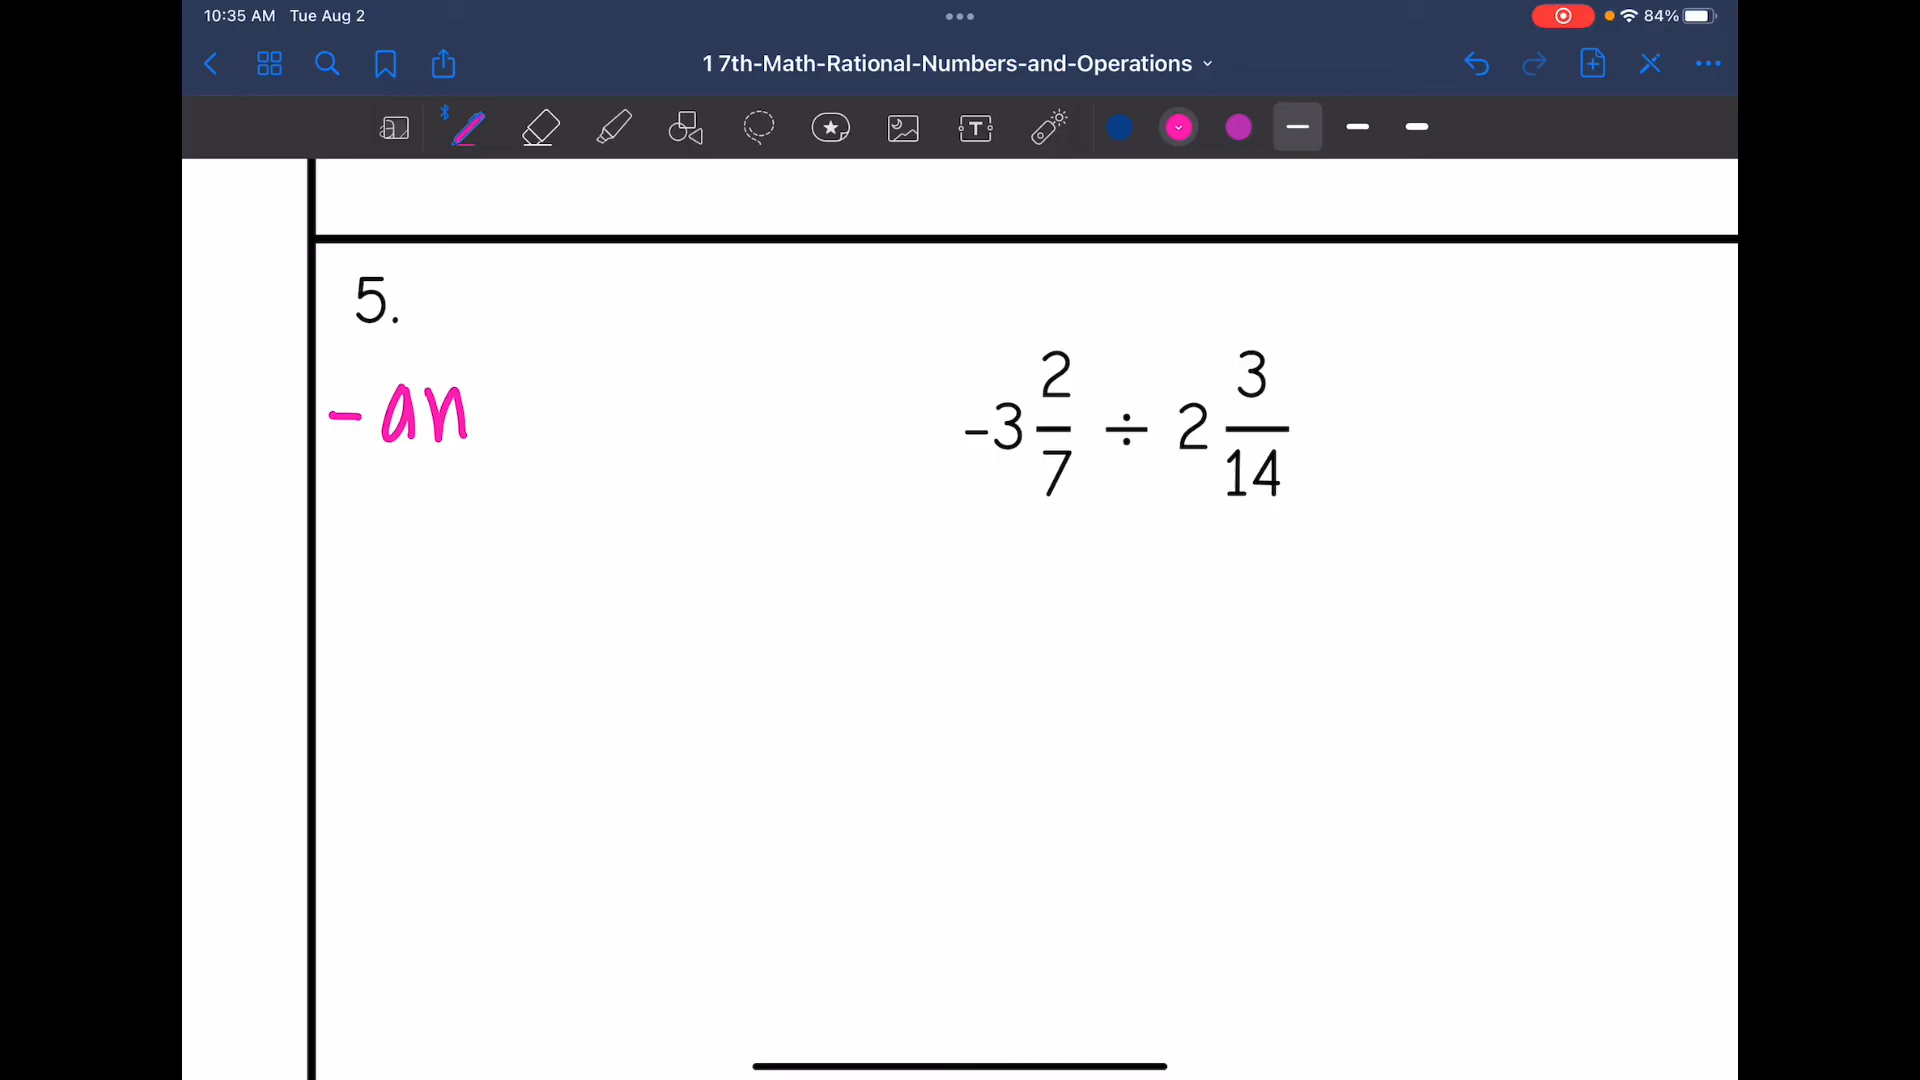 10:35 AM Tue Aug 2
84%
1 7th-Math-Rational-Numbers-and-Operations
5.
- an
-3 2/7 ÷ 2 3/14